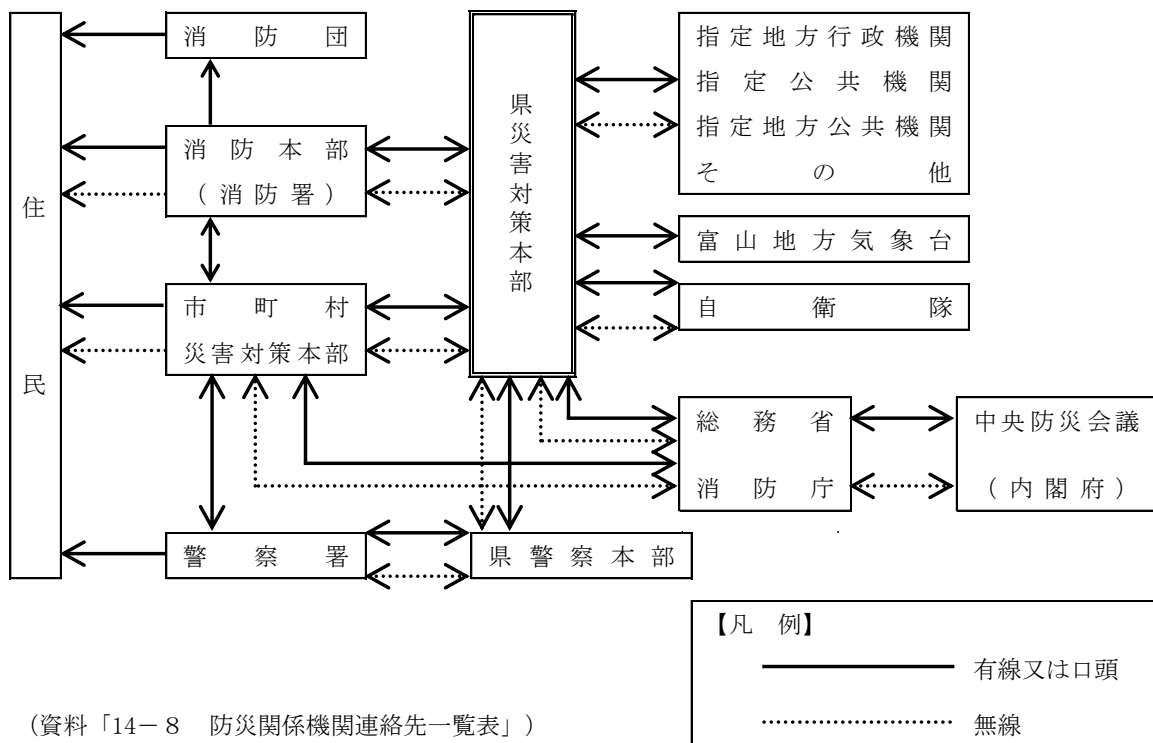 消防団
消防本部
(消防署)
市町村
災害対策本部
警察署
住民
県災害対策本部
県警察本部
指定地方行政機関
指定公共機関
指定地方公共機関
その他
富山地方気象台
自衛隊
総務省
消防庁
中央防災会議
(内閣府)
【凡 例】
有線又は口頭
無線
(資料「14-8 防災関係機関連絡先一覧表」)